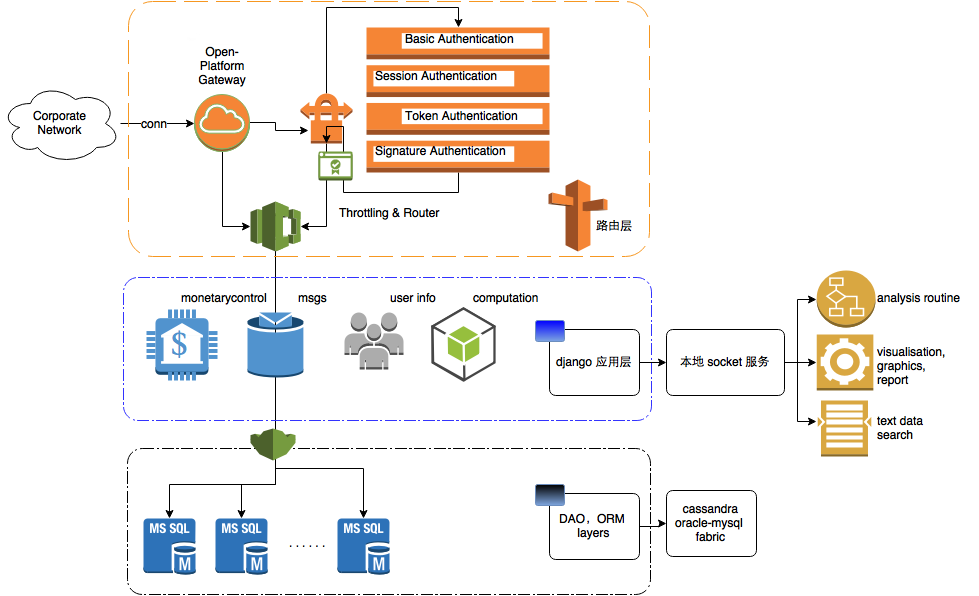 Open-
Platform
Gateway
Basic Authentication
Session Authentication
Token Authentication
Signature Authentication
Corporate
Network
conn
Throttling & Router
路由层
monetarycontrol
msgs
user info
computation
$
django 应用层
本地 socket 服务
analysis routine
visualisation,
graphics,
report
text data
search
MS SQL
M
MS SQL
M
......
MS SQL
M
DAO，ORM
layers
cassandra
oracle-mysql
fabric